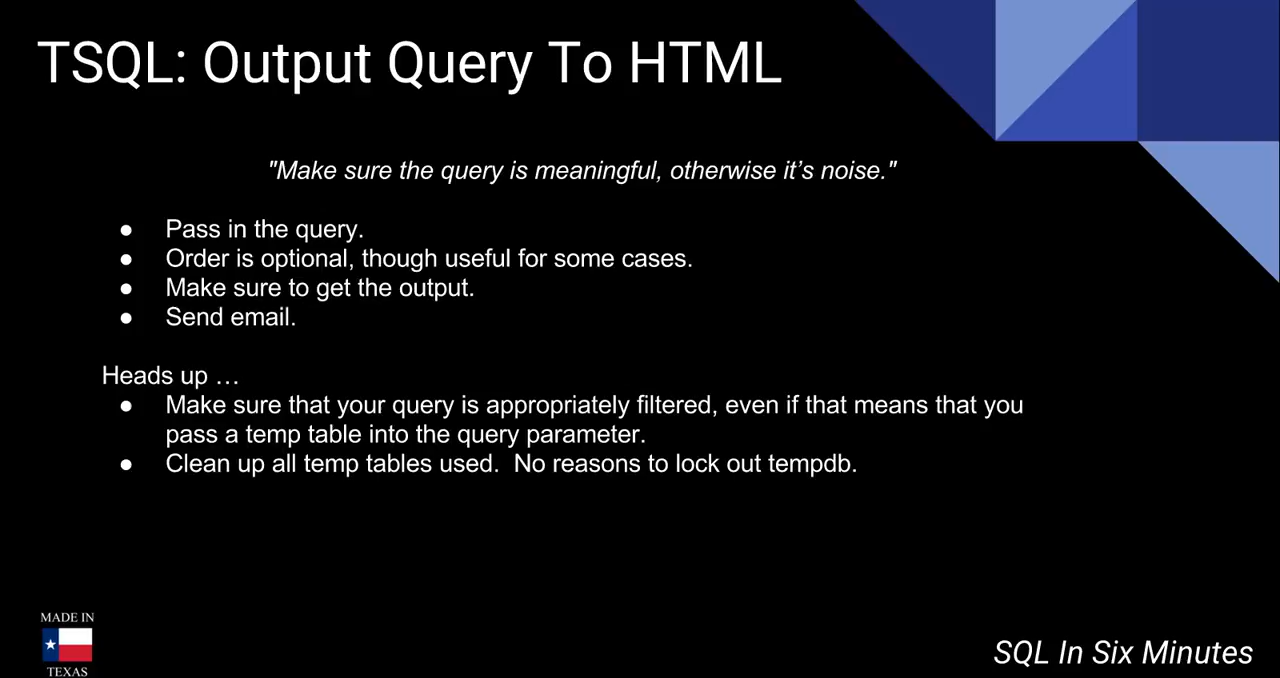 TSQL: Output Query To HTML
"Make sure the query is meaningful, otherwise it’s noise."
● Pass in the query.
● Order is optional, though useful for some cases.
● Make sure to get the output.
● Send email.
Heads up …
● Make sure that your query is appropriately filtered, even if that means that you
pass a temp table into the query parameter.
● Clean up all temp tables used.  No reasons to lock out tempdb.
MADE IN
TEXAS
SQL In Six Minutes